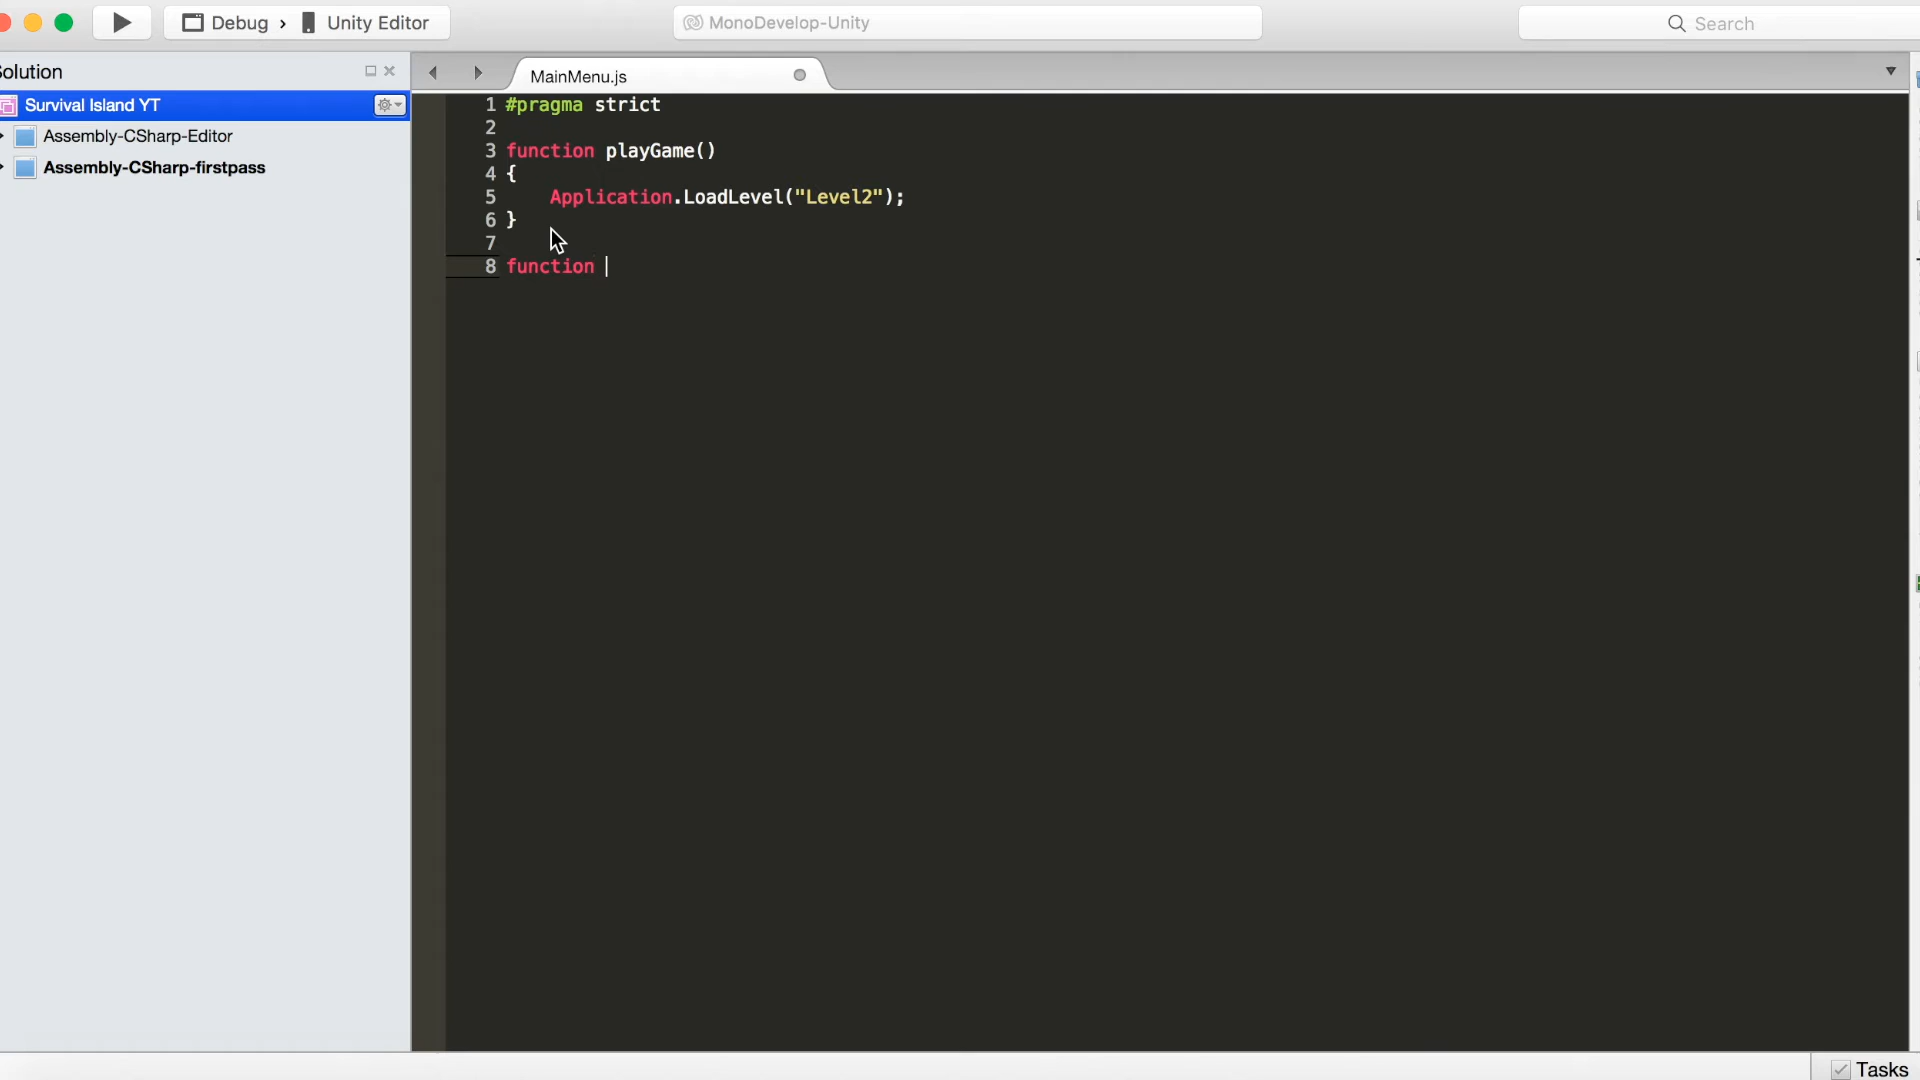 Debug › Unity Editor
MonoDevelop-Unity
Search
Solution
MainMenu.js
Survival Island YT
Assembly-CSharp-Editor
Assembly-CSharp-firstpass
1 #pragma strict
2
3 function playGame()
4 {
5 Application.LoadLevel("Level2");
6 }
7
8 function
Tasks